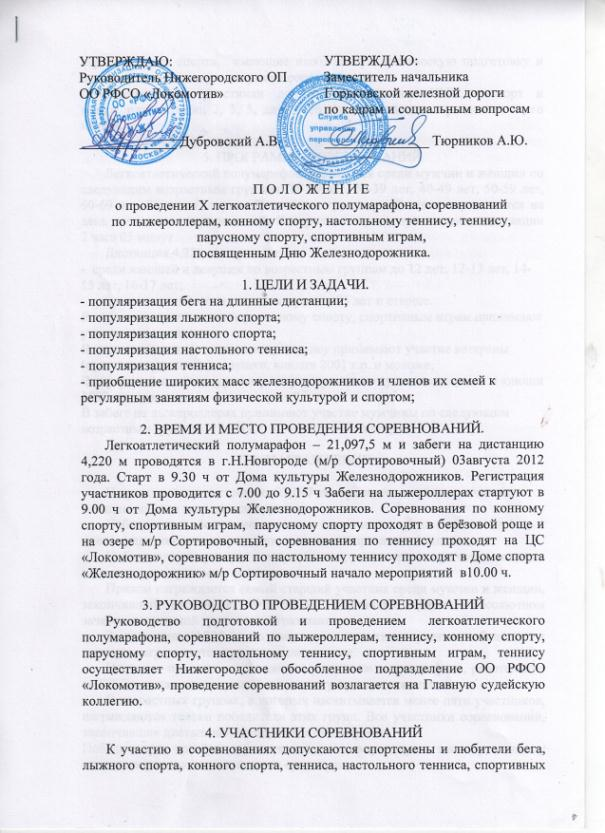 УТВЕРЖДАЮ:
Руководитель Нижегородского ОП
ОО РФСО «Локомотив»
Дубровский А.В.
УТВЕРЖДАЮ:
Заместитель начальника
Горьковской железной дороги
по кадрам и социальным вопросам
Тюрников А.Ю.
ОО «РФСО
«ЛОКОМОТИВ»
МОСКВА
Служба
управления
персоналом
П О Л О Ж Е Н И Е
о проведении X легкоатлетического полумарафона, соревнований
по лыжероллерам, конному спорту, настольному теннису, теннису,
парусному спорту, спортивным играм,
посвященным Дню Железнодорожника.
1. ЦЕЛИ И ЗАДАЧИ.
- популяризация бега на длинные дистанции;
- популяризация лыжного спорта;
- популяризация конного спорта;
- популяризация настольного тенниса;
- популяризация тенниса;
- приобщение широких масс железнодорожников и членов их семей к
регулярным занятиям физической культурой и спортом;
2. ВРЕМЯ И МЕСТО ПРОВЕДЕНИЯ СОРЕВНОВАНИЙ.
Легкоатлетический полумарафон – 21,097,5 м и забеги на дистанцию
4,220 м проводятся в г.Н.Новгороде (м/р Сортировочный) 03августа 2012
года. Старт в 9.30 ч от Дома культуры Железнодорожников. Регистрация
участников проводится с 7.00 до 9.15 ч Забеги на лыжероллерах стартуют в
9.00 ч от Дома культуры Железнодорожников. Соревнования по конному
спорту, спортивным играм, парусному спорту проходят в берёзовой роще и
на озере м/р Сортировочный, соревнования по теннису проходят на ЦС
«Локомотив», соревнования по настольному теннису проходят в Доме спорта
«Железнодорожник» м/р Сортировочный начало мероприятий в10.00 ч.
3. РУКОВОДСТВО ПРОВЕДЕНИЕМ СОРЕВНОВАНИЙ
Руководство подготовкой и проведением легкоатлетического
полумарафона, соревнований по лыжероллерам, теннису, конному спорту,
парусному спорту, настольному теннису, спортивным играм, теннису
осуществляет Нижегородское обособленное подразделение ОО РФСО
«Локомотив», проведение соревнований возлагается на Главную судейскую
коллегию.
4. УЧАСТНИКИ СОРЕВНОВАНИЙ
К участию в соревнованиях допускаются спортсмены и любители бега,
лыжного спорта, конного спорта, тенниса, настольного тенниса, спортивных